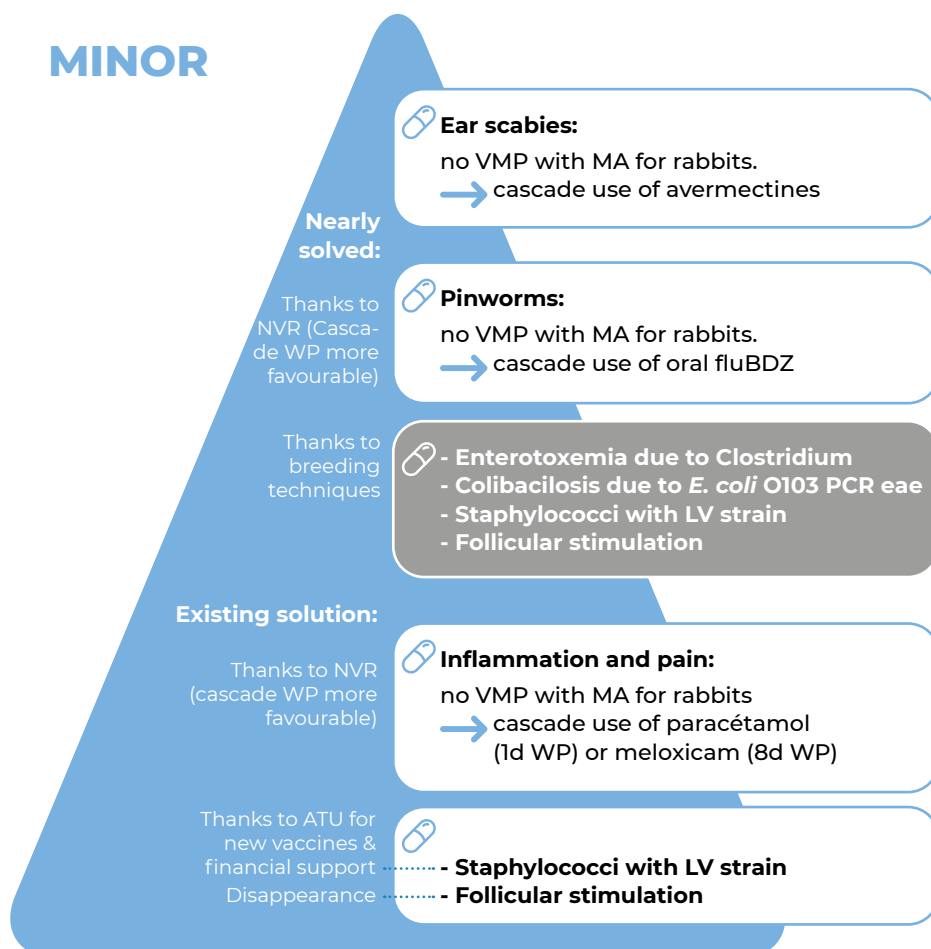 MINOR
Ear scabies:
no VMP with MA for rabbits.
cascade use of avermectines
Nearly
solved:
Thanks to
NVR (Casca-
de WP more
favourable)
Pinworms:
no VMP with MA for rabbits.
cascade use of oral fluBDZ
Thanks to
breeding
techniques
- Enterotoxemia due to Clostridium
- Colibacilosis due to E. coli O103 PCR eae
- Staphylococci with LV strain
- Follicular stimulation
Existing solution:
Thanks to NVR
(cascade WP more
favourable)
Inflammation and pain:
no VMP with MA for rabbits
cascade use of paracétamol
(1d WP) or meloxicam (8d WP)
Thanks to ATU for
new vaccines &
financial support
- Staphylococci with LV strain
Disappearance
- Follicular stimulation